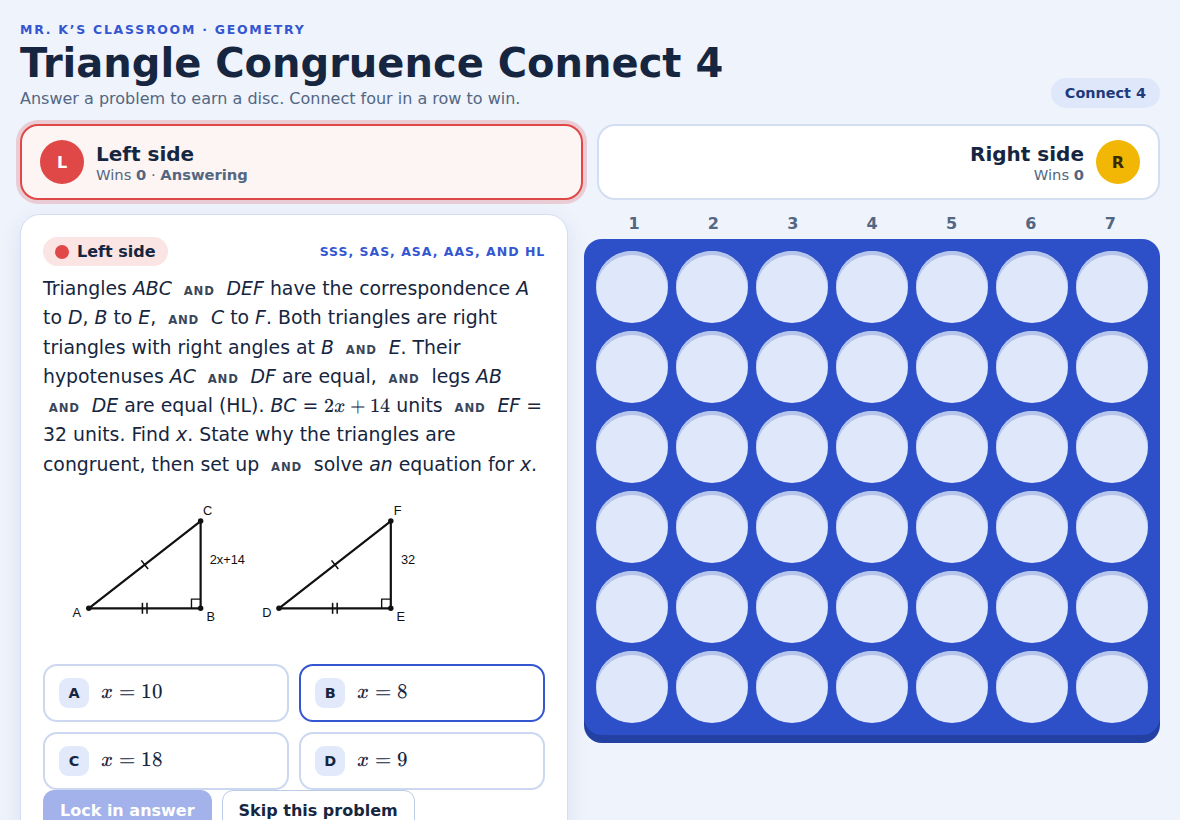 MR. K’S CLASSROOM · GEOMETRY
Triangle Congruence Connect 4
Answer a problem to earn a disc. Connect four in a row to win.
Connect 4
L
Left side
Wins 0 · Answering
Right side
Wins 0
R
Left side
SSS, SAS, ASA, AAS, AND HL
Triangles ABC AND DEF have the correspondence A
to D, B to E, AND C to F. Both triangles are right
triangles with right angles at B AND E. Their
hypotenuses AC AND DF are equal, AND legs AB
AND DE are equal (HL). BC = 2x + 14 units AND EF =
32 units. Find x. State why the triangles are
congruent, then set up AND solve an equation for x.
C
F
2x+14
32
A
B
D
E
A x = 10
B x = 8
C x = 18
D x = 9
Lock in answer
Skip this problem
1 2 3 4 5 6 7